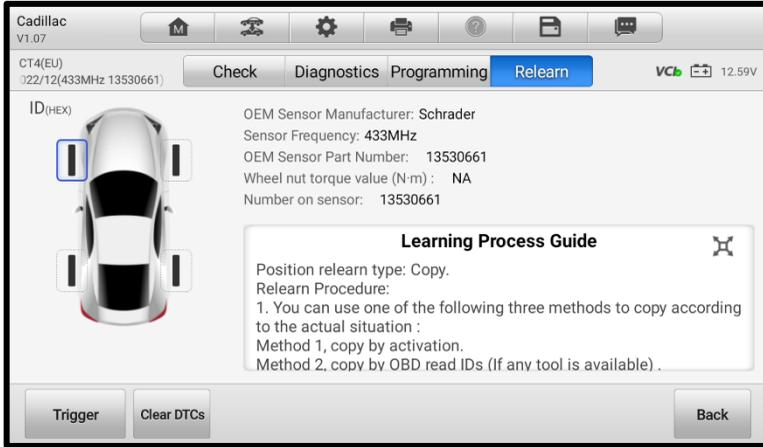 Cadillac
V1.07
M
?
CT4(EU)
022/12(433MHz 13530661)
Check
Diagnostics
Programming
Relearn
VCI
12.59V
ID(HEX)
OEM Sensor Manufacturer: Schrader
Sensor Frequency: 433MHz
OEM Sensor Part Number: 13530661
Wheel nut torque value (N·m) : NA
Number on sensor: 13530661
Learning Process Guide
Position relearn type: Copy.
Relearn Procedure:
1. You can use one of the following three methods to copy according
to the actual situation :
Method 1, copy by activation.
Method 2, copy by OBD read IDs (If any tool is available) .
Trigger
Clear DTCs
Back